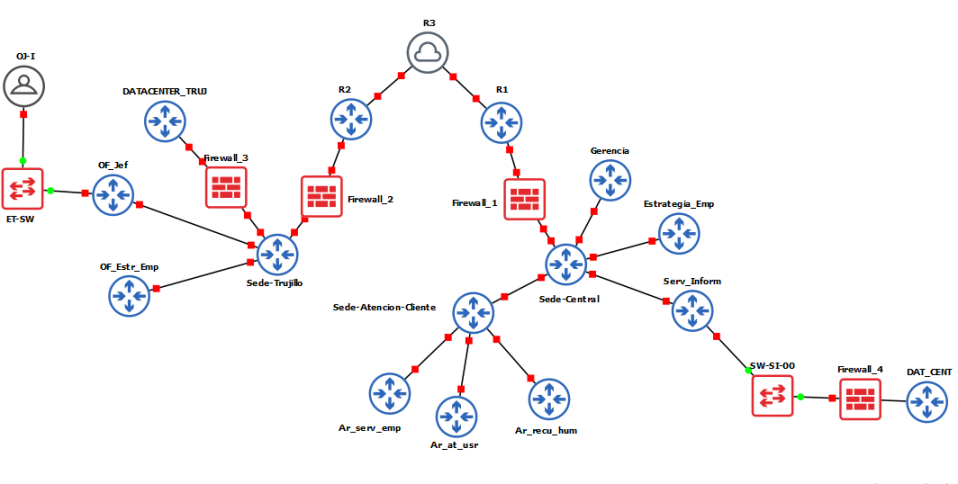 R3
OJ-I
DATACENTER_TRUJ
R2
R1
Firewall_3
Gerencia
OF_Jef
Firewall_2
Firewall_1
Estrategia_Emp
ET-SW
OF_Estr_Emp
Sede-Trujillo
Serv_Inform
Sede-Central
Sede-Atencion-Cliente
SW-SI-00
Firewall_4
DAT_CENT
Ar_serv_emp
Ar_at_usr
Ar_recu_hum